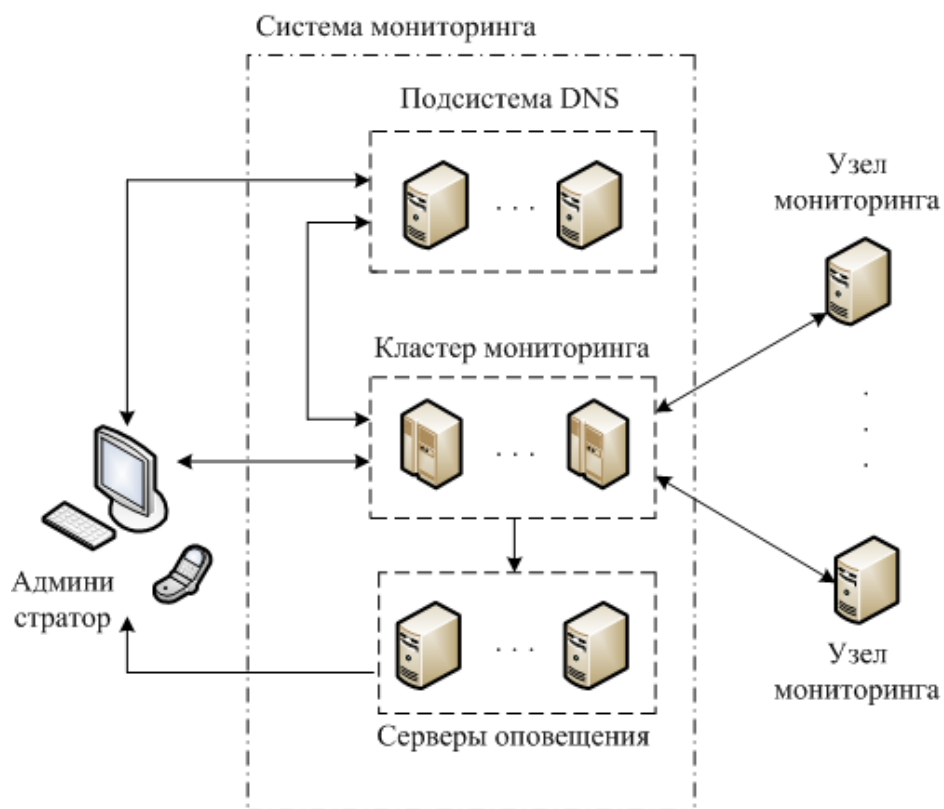 Система мониторинга
Подсистема DNS
Узел
мониторинга
Кластер мониторинга
Админи
стратор
Узел
мониторинга
Серверы оповещения